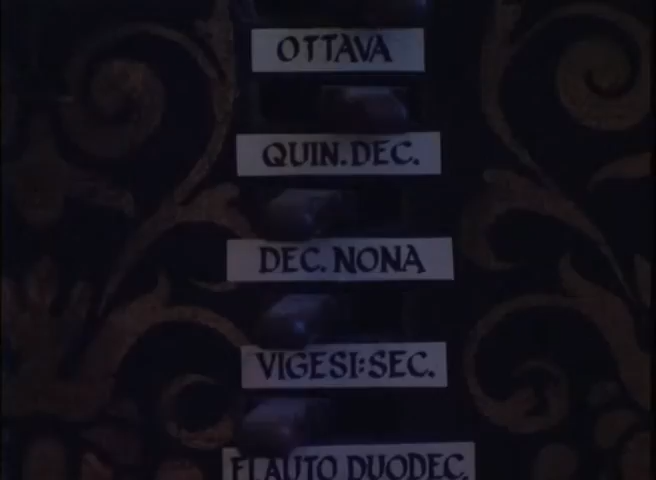 OTTAVA
QUIN.DEC.
DEC. NONA
VIGESI:SEC.
FLAUTO DUODEC.